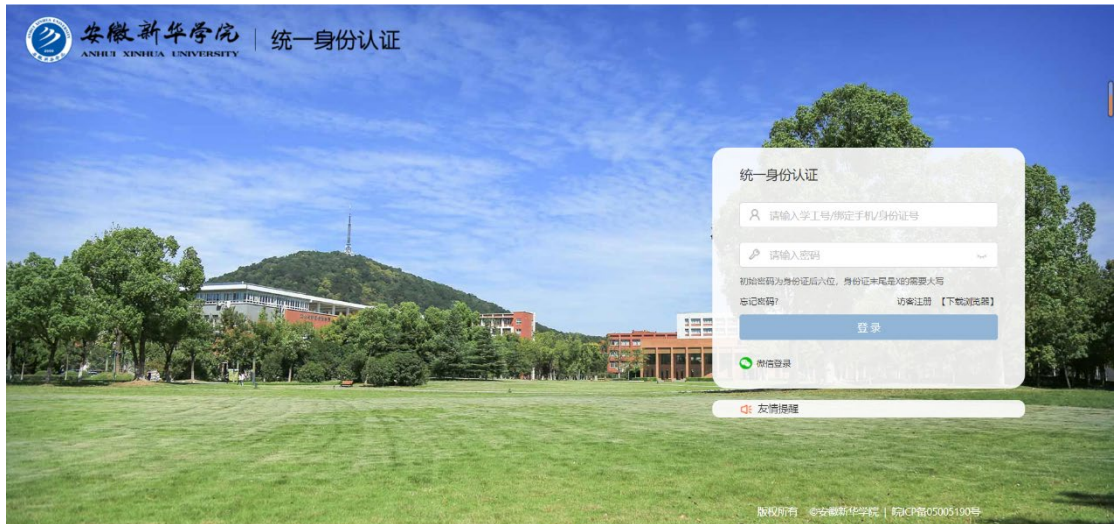 安徽新华学院
ANHUI XINHUA UNIVERSITY
统一身份认证
统一身份认证
请输入学工号/绑定手机/身份证号
请输入密码
初始密码为身份证后六位，身份证末尾是X的需要大写
忘记密码? 访客注册 【下载浏览器】
登录
微信登录
友情提醒
版权所有 ©安徽新华学院 | 皖ICP备05005190号